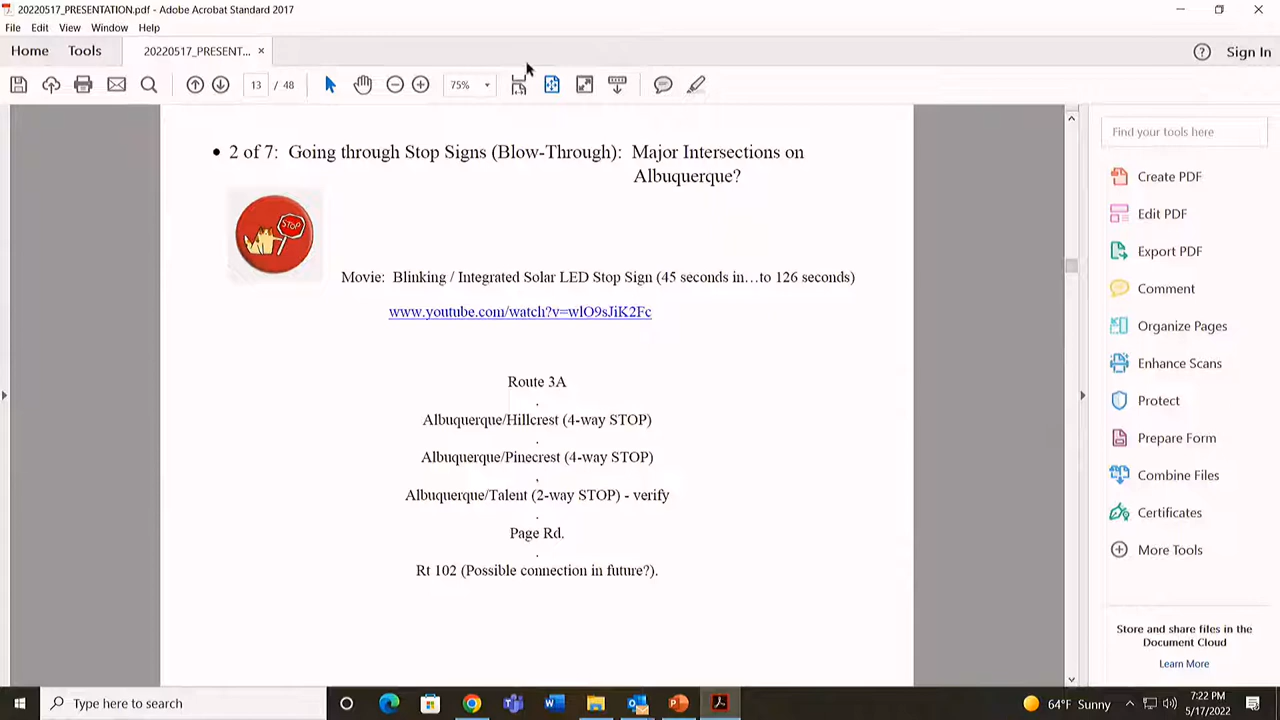 20220517_PRESENTATION.pdf - Adobe Acrobat Standard 2017
File Edit View Window Help
Home Tools 20220517_PRESENT... × Sign In
13 / 48 75%
• 2 of 7: Going through Stop Signs (Blow-Through): Major Intersections on
Albuquerque?
STOP
Movie: Blinking / Integrated Solar LED Stop Sign (45 seconds in…to 126 seconds)
www.youtube.com/watch?v=wlO9sJiK2Fc
Route 3A
.
Albuquerque/Hillcrest (4-way STOP)
.
Albuquerque/Pinecrest (4-way STOP)
.
Albuquerque/Talent (2-way STOP) - verify
.
Page Rd.
.
Rt 102 (Possible connection in future?).
Find your tools here
Create PDF
Edit PDF
Export PDF
Comment
Organize Pages
Enhance Scans
Protect
Prepare Form
Combine Files
Certificates
More Tools
Store and share files in the
Document Cloud
Learn More
Type here to search
64°F Sunny
7:22 PM
5/17/2022